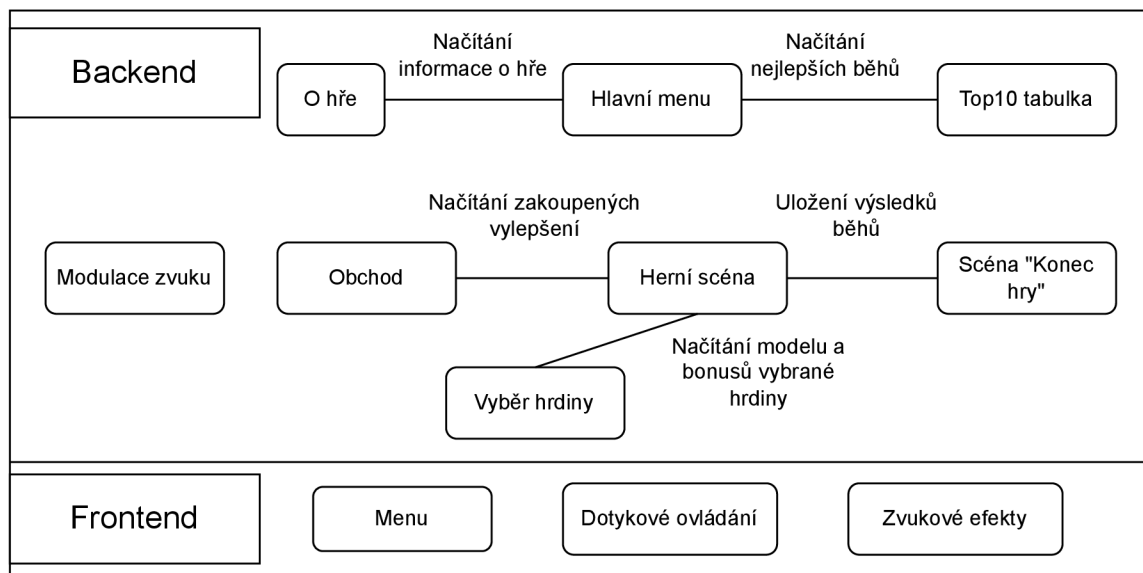 Backend
Načítání
informace o hře
Načítání
nejlepších běhů
O hře
Hlavní menu
Top10 tabulka
Načítání zakoupených
vylepšení
Uložení výsledků
běhů
Modulace zvuku
Obchod
Herní scéna
Scéna "Konec
hry"
Načítání modelu a
bonusů vybrané
hrdiny
Vyběr hrdiny
Frontend
Menu
Dotykové ovládání
Zvukové efekty